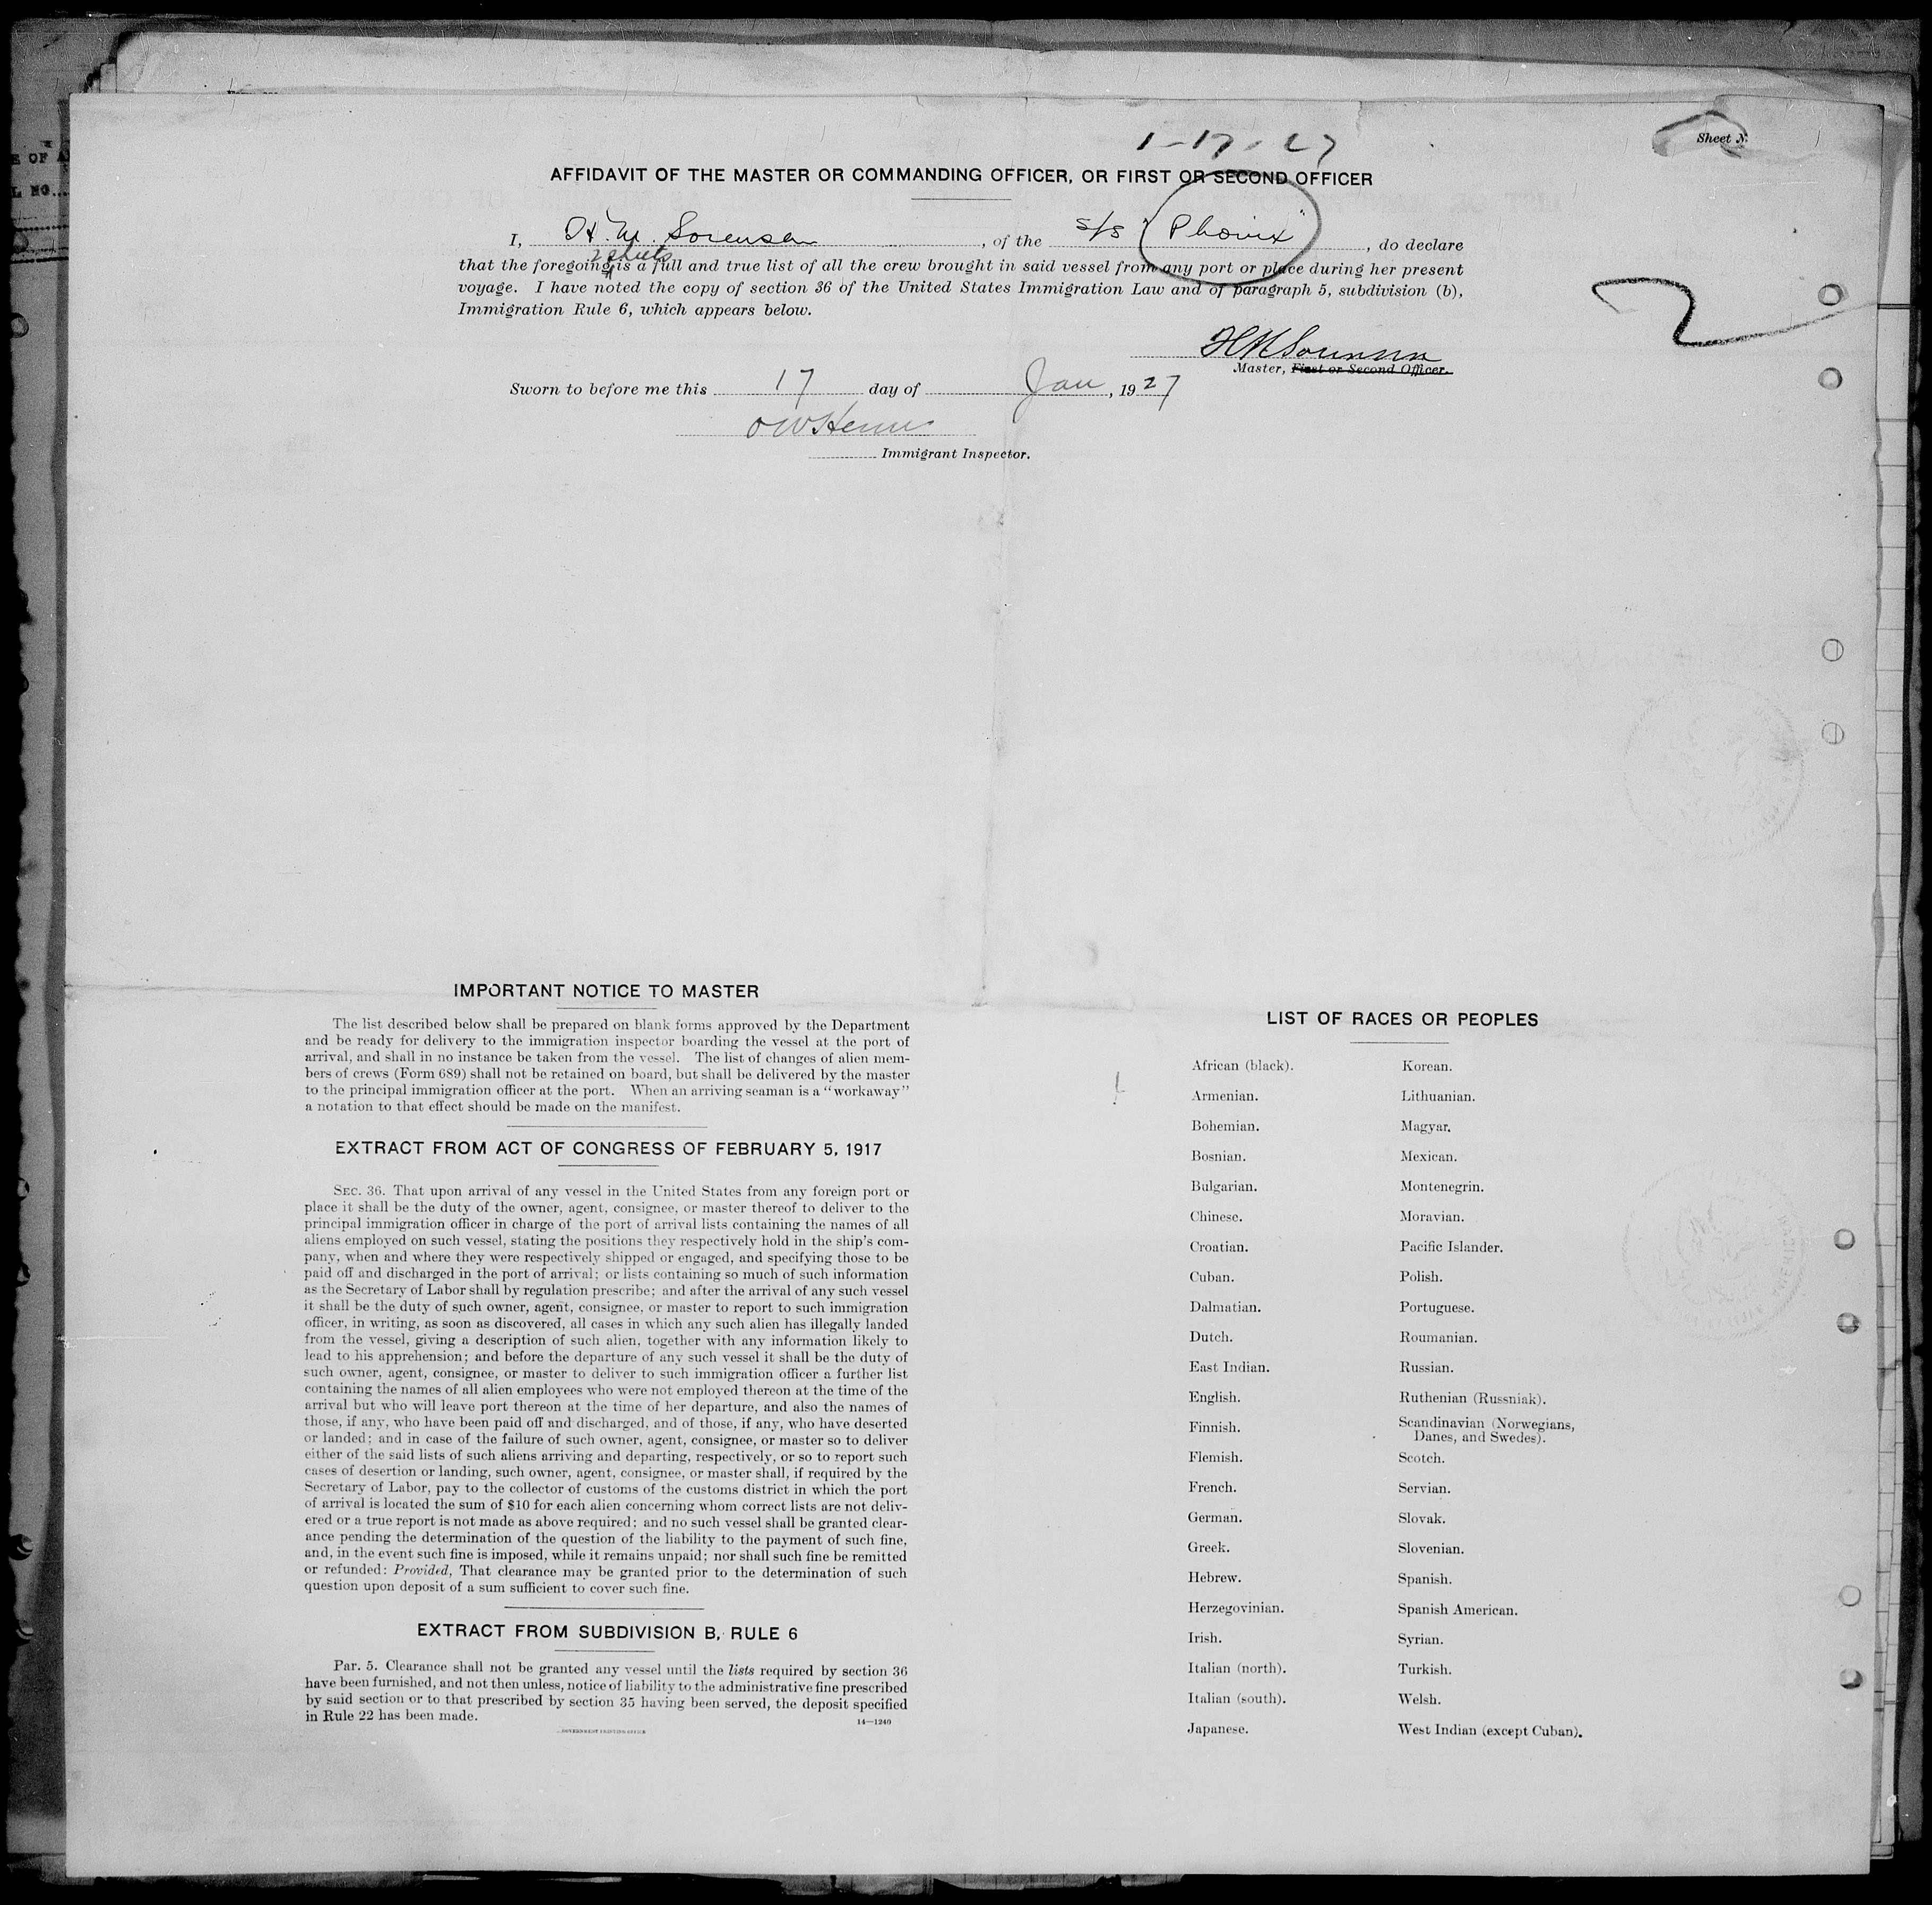 E OF A
L NO....
Sheet N
1-17-27
AFFIDAVIT OF THE MASTER OR COMMANDING OFFICER, OR FIRST OR SECOND OFFICER
I, H. M. Sorensen, of the s/s "Phönix", do declare
2 sheets
that the foregoing is a full and true list of all the crew brought in said vessel from any port or place during her present
voyage. I have noted the copy of section 36 of the United States Immigration Law and of paragraph 5, subdivision (b),
Immigration Rule 6, which appears below.
2
HMSorensen
Master, First or Second Officer.
Sworn to before me this 17 day of Jan, 1927
Immigrant Inspector.
IMPORTANT NOTICE TO MASTER
The list described below shall be prepared on blank forms approved by the Department
and be ready for delivery to the immigration inspector boarding the vessel at the port of
arrival, and shall in no instance be taken from the vessel. The list of changes of alien mem-
bers of crews (Form 689) shall not be retained on board, but shall be delivered by the master
to the principal immigration officer at the port. When an arriving seaman is a "workaway"
a notation to that effect should be made on the manifest.
EXTRACT FROM ACT OF CONGRESS OF FEBRUARY 5, 1917
SEC. 36. That upon arrival of any vessel in the United States from any foreign port or
place it shall be the duty of the owner, agent, consignee, or master thereof to deliver to the
principal immigration officer in charge of the port of arrival lists containing the names of all
aliens employed on such vessel, stating the positions they respectively hold in the ship's com-
pany, when and where they were respectively shipped or engaged, and specifying those to be
paid off and discharged in the port of arrival; or lists containing so much of such information
as the Secretary of Labor shall by regulation prescribe; and after the arrival of any such vessel
it shall be the duty of such owner, agent, consignee, or master to report to such immigration
officer, in writing, as soon as discovered, all cases in which any such alien has illegally landed
from the vessel, giving a description of such alien, together with any information likely to
lead to his apprehension; and before the departure of any such vessel it shall be the duty of
such owner, agent, consignee, or master to deliver to such immigration officer a further list
containing the names of all alien employees who were not employed thereon at the time of the
arrival but who will leave port thereon at the time of her departure, and also the names of
those, if any, who have been paid off and discharged, and of those, if any, who have deserted
or landed; and in case of the failure of such owner, agent, consignee, or master so to deliver
either of the said lists of such aliens arriving and departing, respectively, or so to report such
cases of desertion or landing, such owner, agent, consignee, or master shall, if required by the
Secretary of Labor, pay to the collector of customs of the customs district in which the port
of arrival is located the sum of $10 for each alien concerning whom correct lists are not deliv-
ered or a true report is not made as above required; and no such vessel shall be granted clear-
ance pending the determination of the question of the liability to the payment of such fine,
and, in the event such fine is imposed, while it remains unpaid; nor shall such fine be remitted
or refunded: Provided, That clearance may be granted prior to the determination of such
question upon deposit of a sum sufficient to cover such fine.
EXTRACT FROM SUBDIVISION B, RULE 6
Par. 5. Clearance shall not be granted any vessel until the lists required by section 36
have been furnished, and not then unless, notice of liability to the administrative fine prescribed
by said section or to that prescribed by section 35 having been served, the deposit specified
in Rule 22 has been made.
14—1240
GOVERNMENT PRINTING OFFICE
LIST OF RACES OR PEOPLES
African (black).
Armenian.
Bohemian.
Bosnian.
Bulgarian.
Chinese.
Croatian.
Cuban.
Dalmatian.
Dutch.
East Indian.
English.
Finnish.
Flemish.
French.
German.
Greek.
Hebrew.
Herzegovinian.
Irish.
Italian (north).
Italian (south).
Japanese.
Korean.
Lithuanian.
Magyar.
Mexican.
Montenegrin.
Moravian.
Pacific Islander.
Polish.
Portuguese.
Roumanian.
Russian.
Ruthenian (Russniak).
Scandinavian (Norwegians,
Danes, and Swedes).
Scotch.
Servian.
Slovak.
Slovenian.
Spanish.
Spanish American.
Syrian.
Turkish.
Welsh.
West Indian (except Cuban).